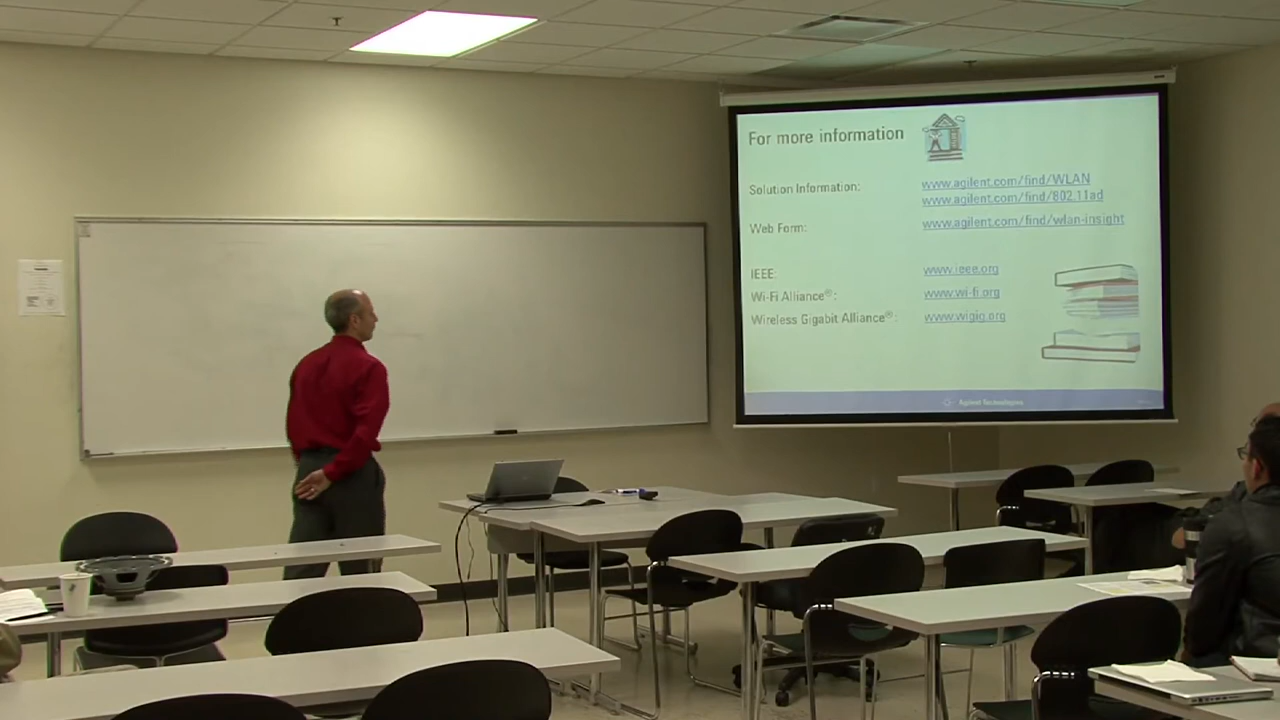 For more information
Solution Information: www.agilent.com/find/WLAN
www.agilent.com/find/802.11ad
Web Form: www.agilent.com/find/wlan-insight
IEEE: www.ieee.org
Wi-Fi Alliance®: www.wi-fi.org
Wireless Gigabit Alliance®: www.wigig.org
Agilent Technologies